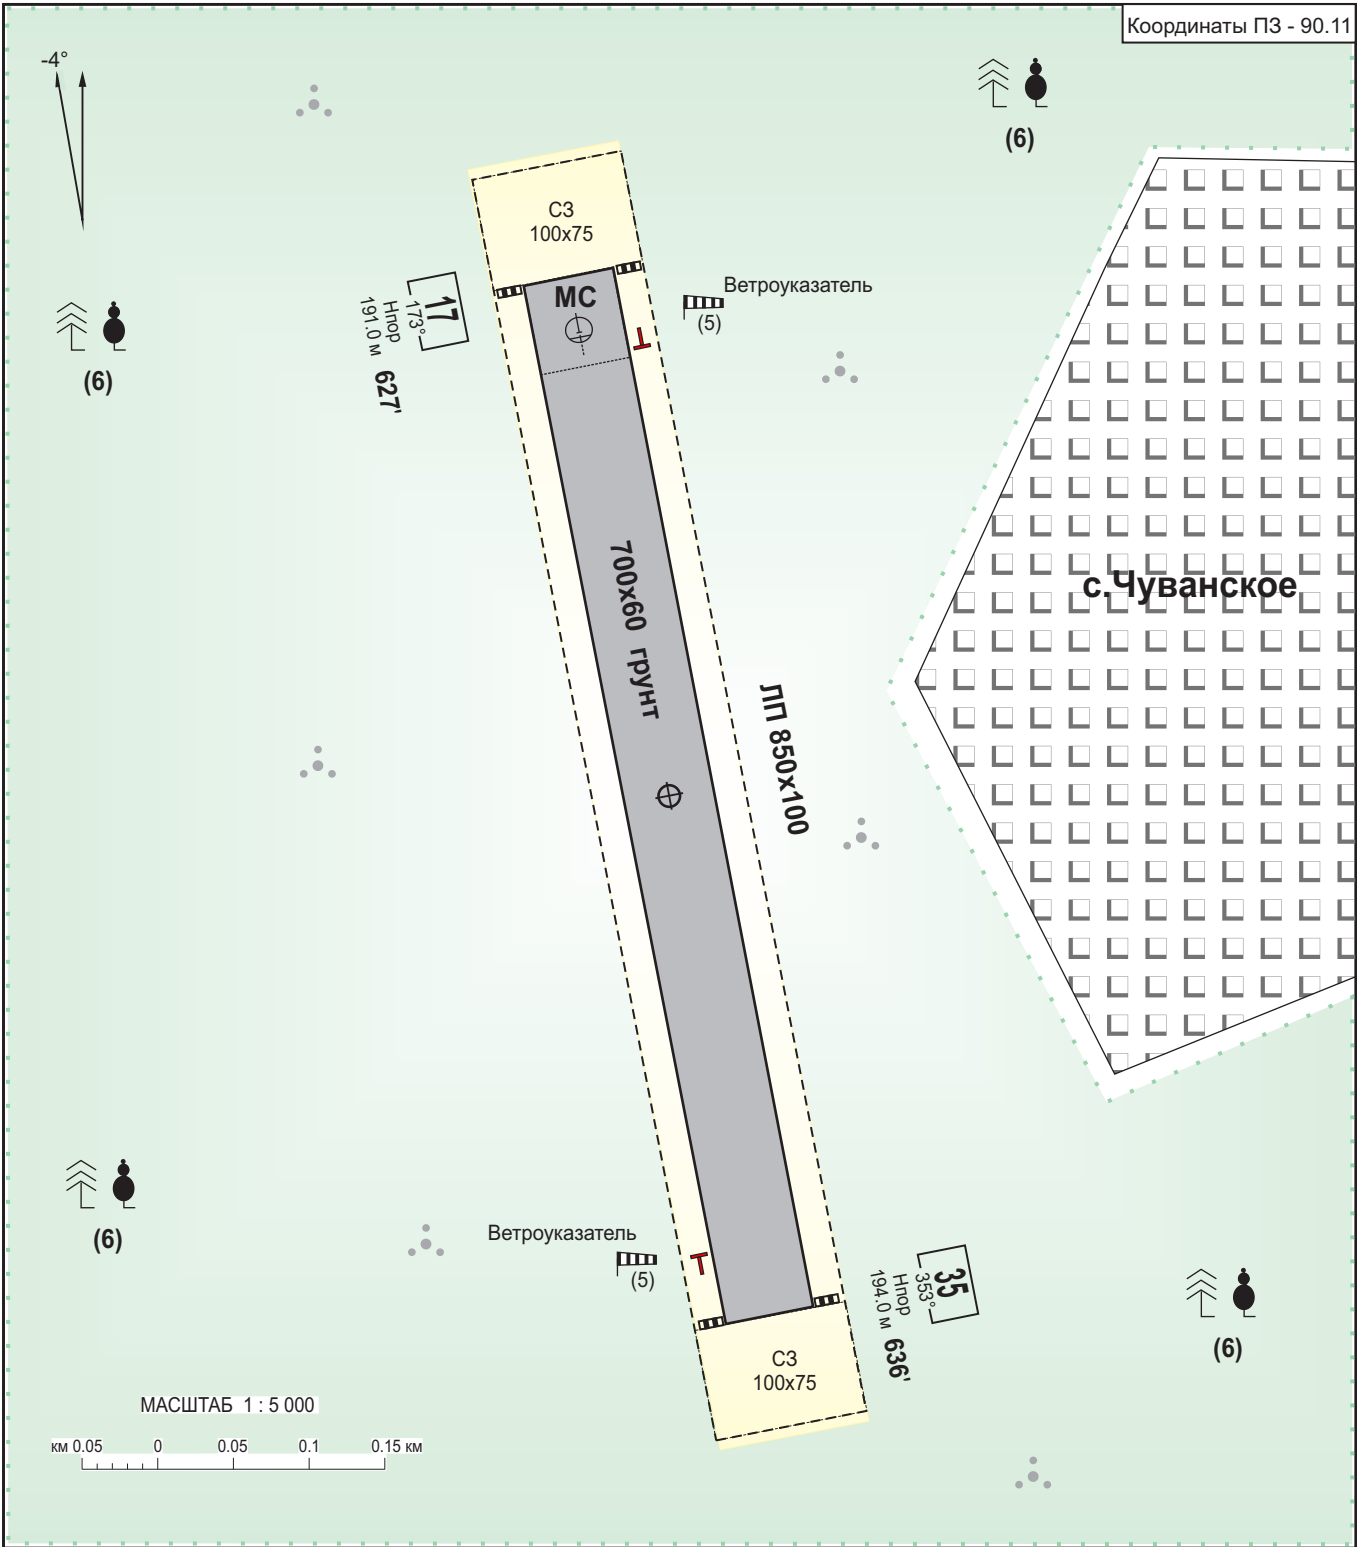 Координаты ПЗ - 90.11
-4°
(6)
СЗ
100x75
17
173°
Нпор
191.0 м 627'
МС
Ветроуказатель
(5)
(6)
700x60 грунт
с.Чуванское
ЛП 850x100
(6)
Ветроуказатель
(5)
35
353°
Нпор
194.0 м 636'
(6)
СЗ
100x75
МАСШТАБ 1 : 5 000
км 0.05 0 0.05 0.1 0.15 км